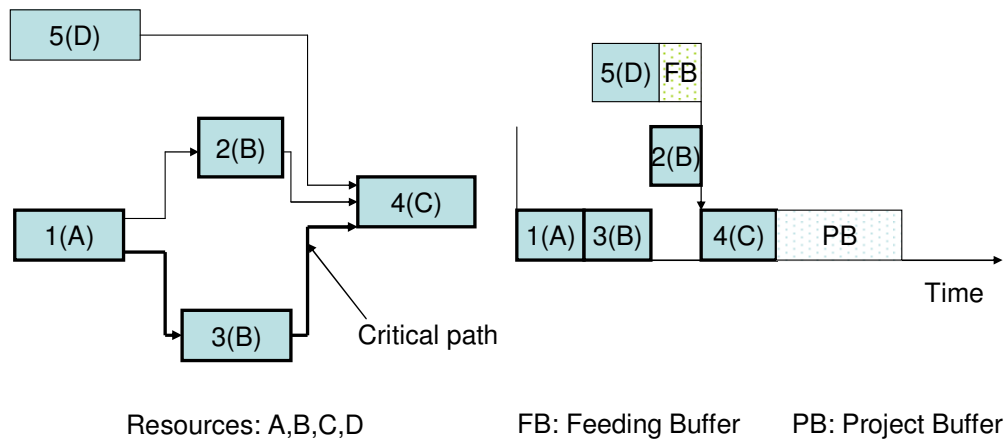 5(D)
2(B)
1(A)
4(C)
3(B)
Critical path
5(D) FB
2(B)
1(A) 3(B) 4(C) PB
Time
Resources: A,B,C,D FB: Feeding Buffer PB: Project Buffer